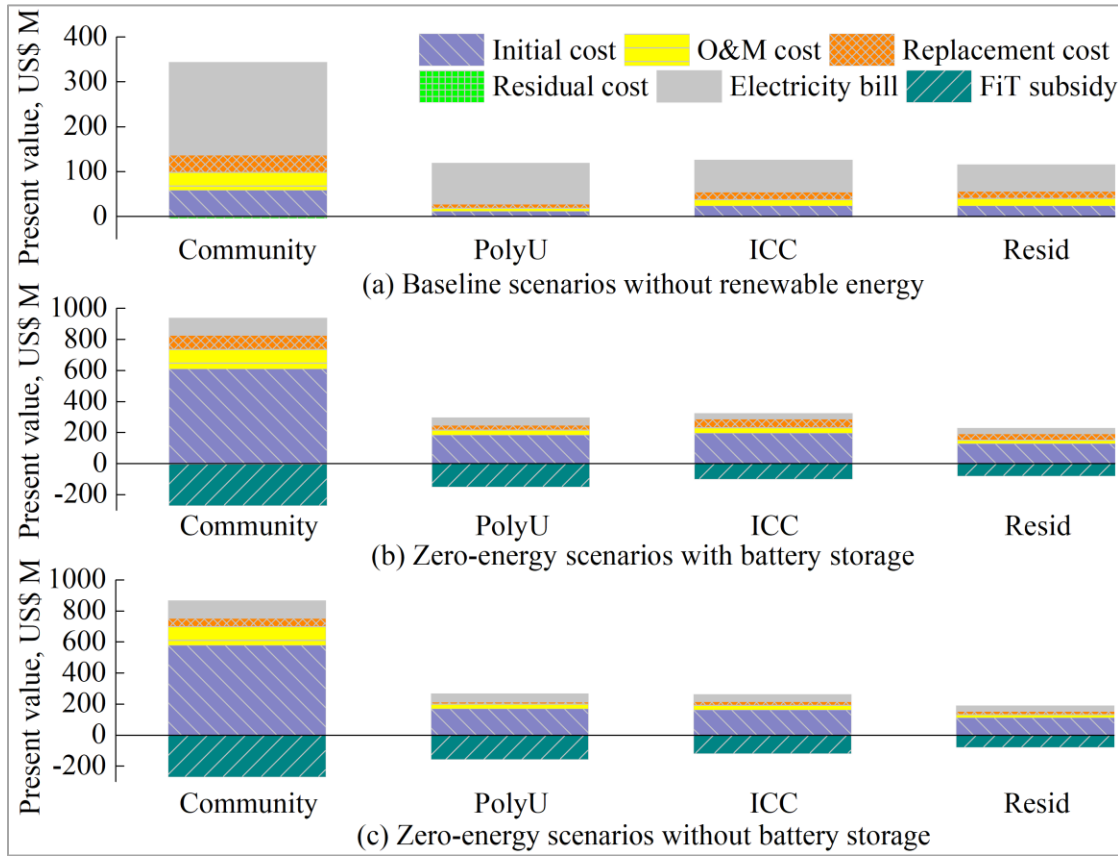 Present value, US$ M
400
300
200
100
0
Initial cost O&M cost Replacement cost
Residual cost Electricity bill FiT subsidy
Community PolyU ICC Resid
(a) Baseline scenarios without renewable energy
Present value, US$ M
1000
800
600
400
200
0
-200
Community PolyU ICC Resid
(b) Zero-energy scenarios with battery storage
Present value, US$ M
1000
800
600
400
200
0
-200
Community PolyU ICC Resid
(c) Zero-energy scenarios without battery storage